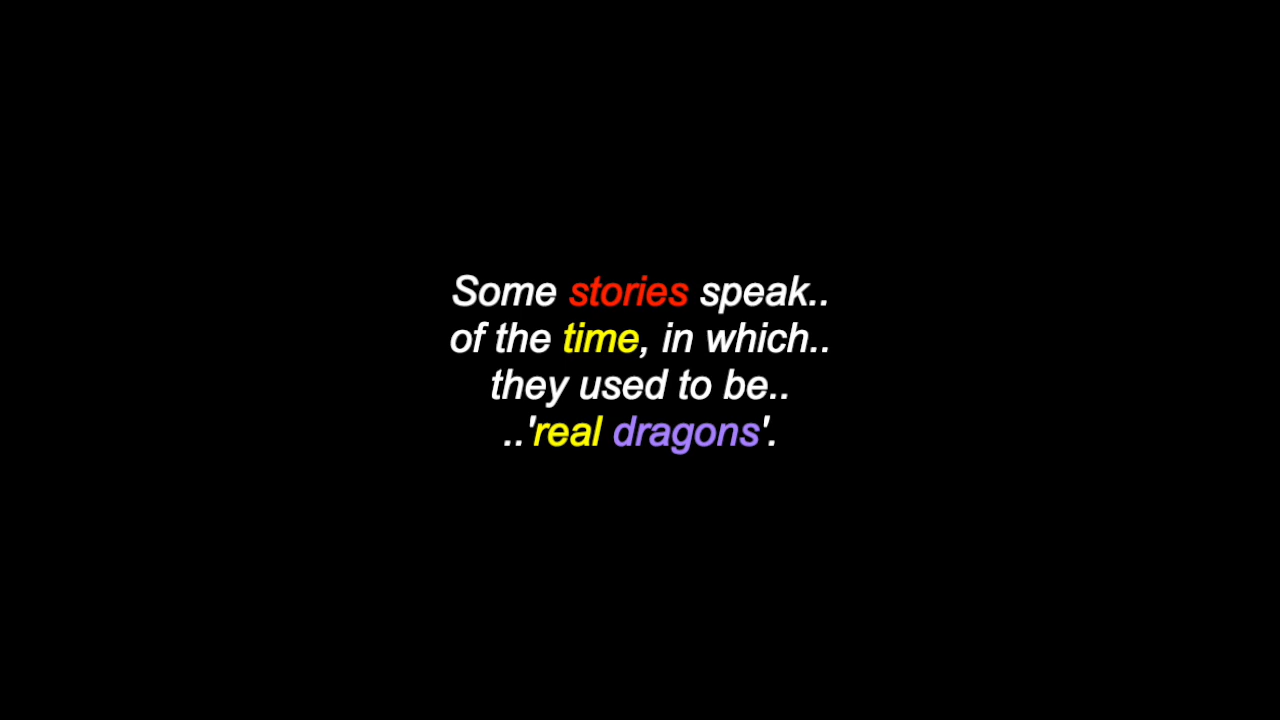 Some stories speak..
of the time, in which..
they used to be..
..'real dragons'.